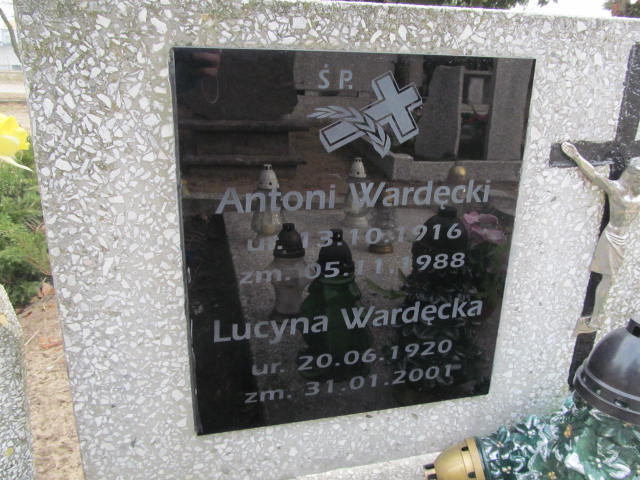 Ś.P.
Antoni Wardęcki
ur. 13.10.1916
zm. 05.11.1988
Lucyna Wardęcka
ur. 20.06.1920
zm. 31.01.2001